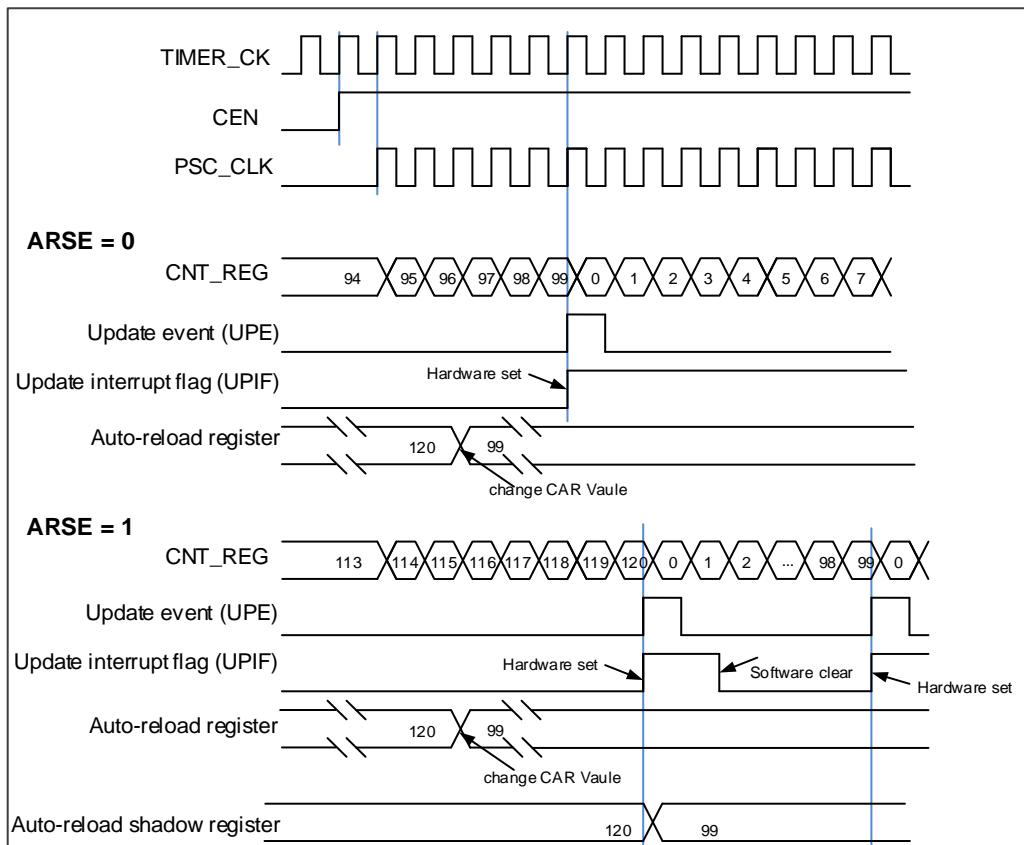 TIMER_CK
CEN
PSC_CLK
ARSE = 0
CNT_REG 94 95 96 97 98 99 0 1 2 3 4 5 6 7
Update event (UPE)
Update interrupt flag (UPIF) Hardware set
Auto-reload register 120 99
change CAR Vaule
ARSE = 1
CNT_REG 113 114 115 116 117 118 119 120 0 1 2 ... 98 99 0
Update event (UPE)
Update interrupt flag (UPIF) Hardware set Software clear Hardware set
Auto-reload register 120 99
change CAR Vaule
Auto-reload shadow register 120 99